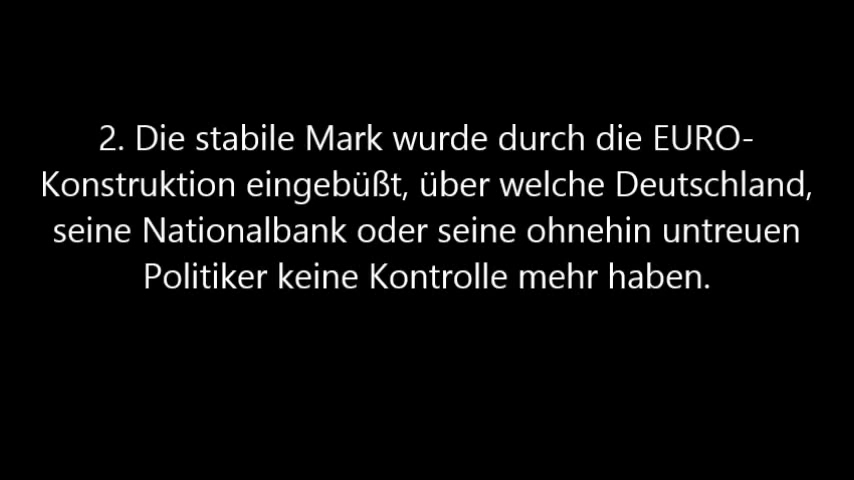 2. Die stabile Mark wurde durch die EURO-
Konstruktion eingebüßt, über welche Deutschland,
seine Nationalbank oder seine ohnehin untreuen
Politiker keine Kontrolle mehr haben.